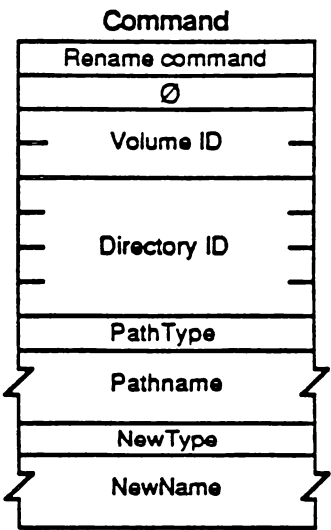 Command
Rename command
Ø
Volume ID
Directory ID
PathType
Pathname
NewType
NewName